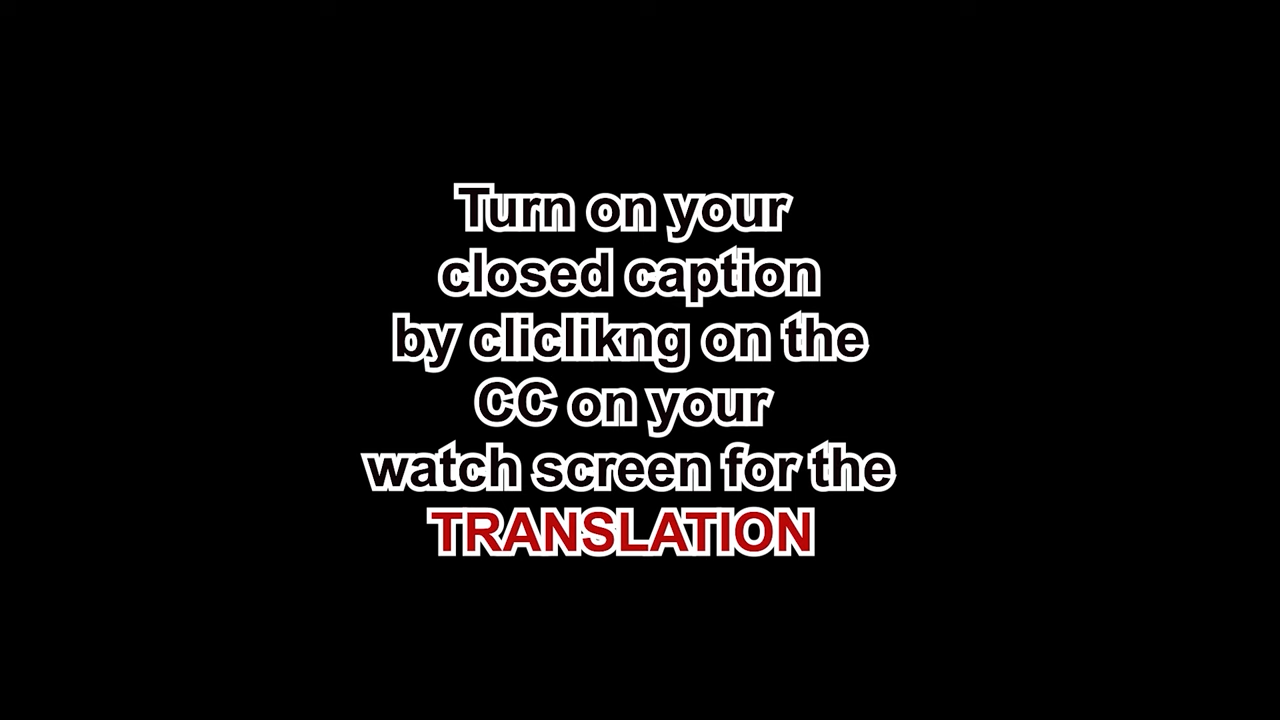 Turn on your
closed caption
by cliclikng on the
CC on your
watch screen for the
TRANSLATION